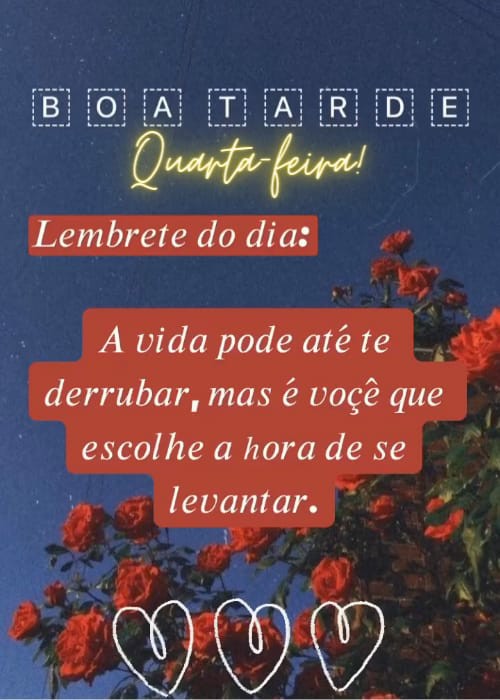 BOA TARDE
Quarta-feira!
Lembrete do dia:
A vida pode até te
derrubar, mas é voçê que
escolhe a hora de se
levantar.